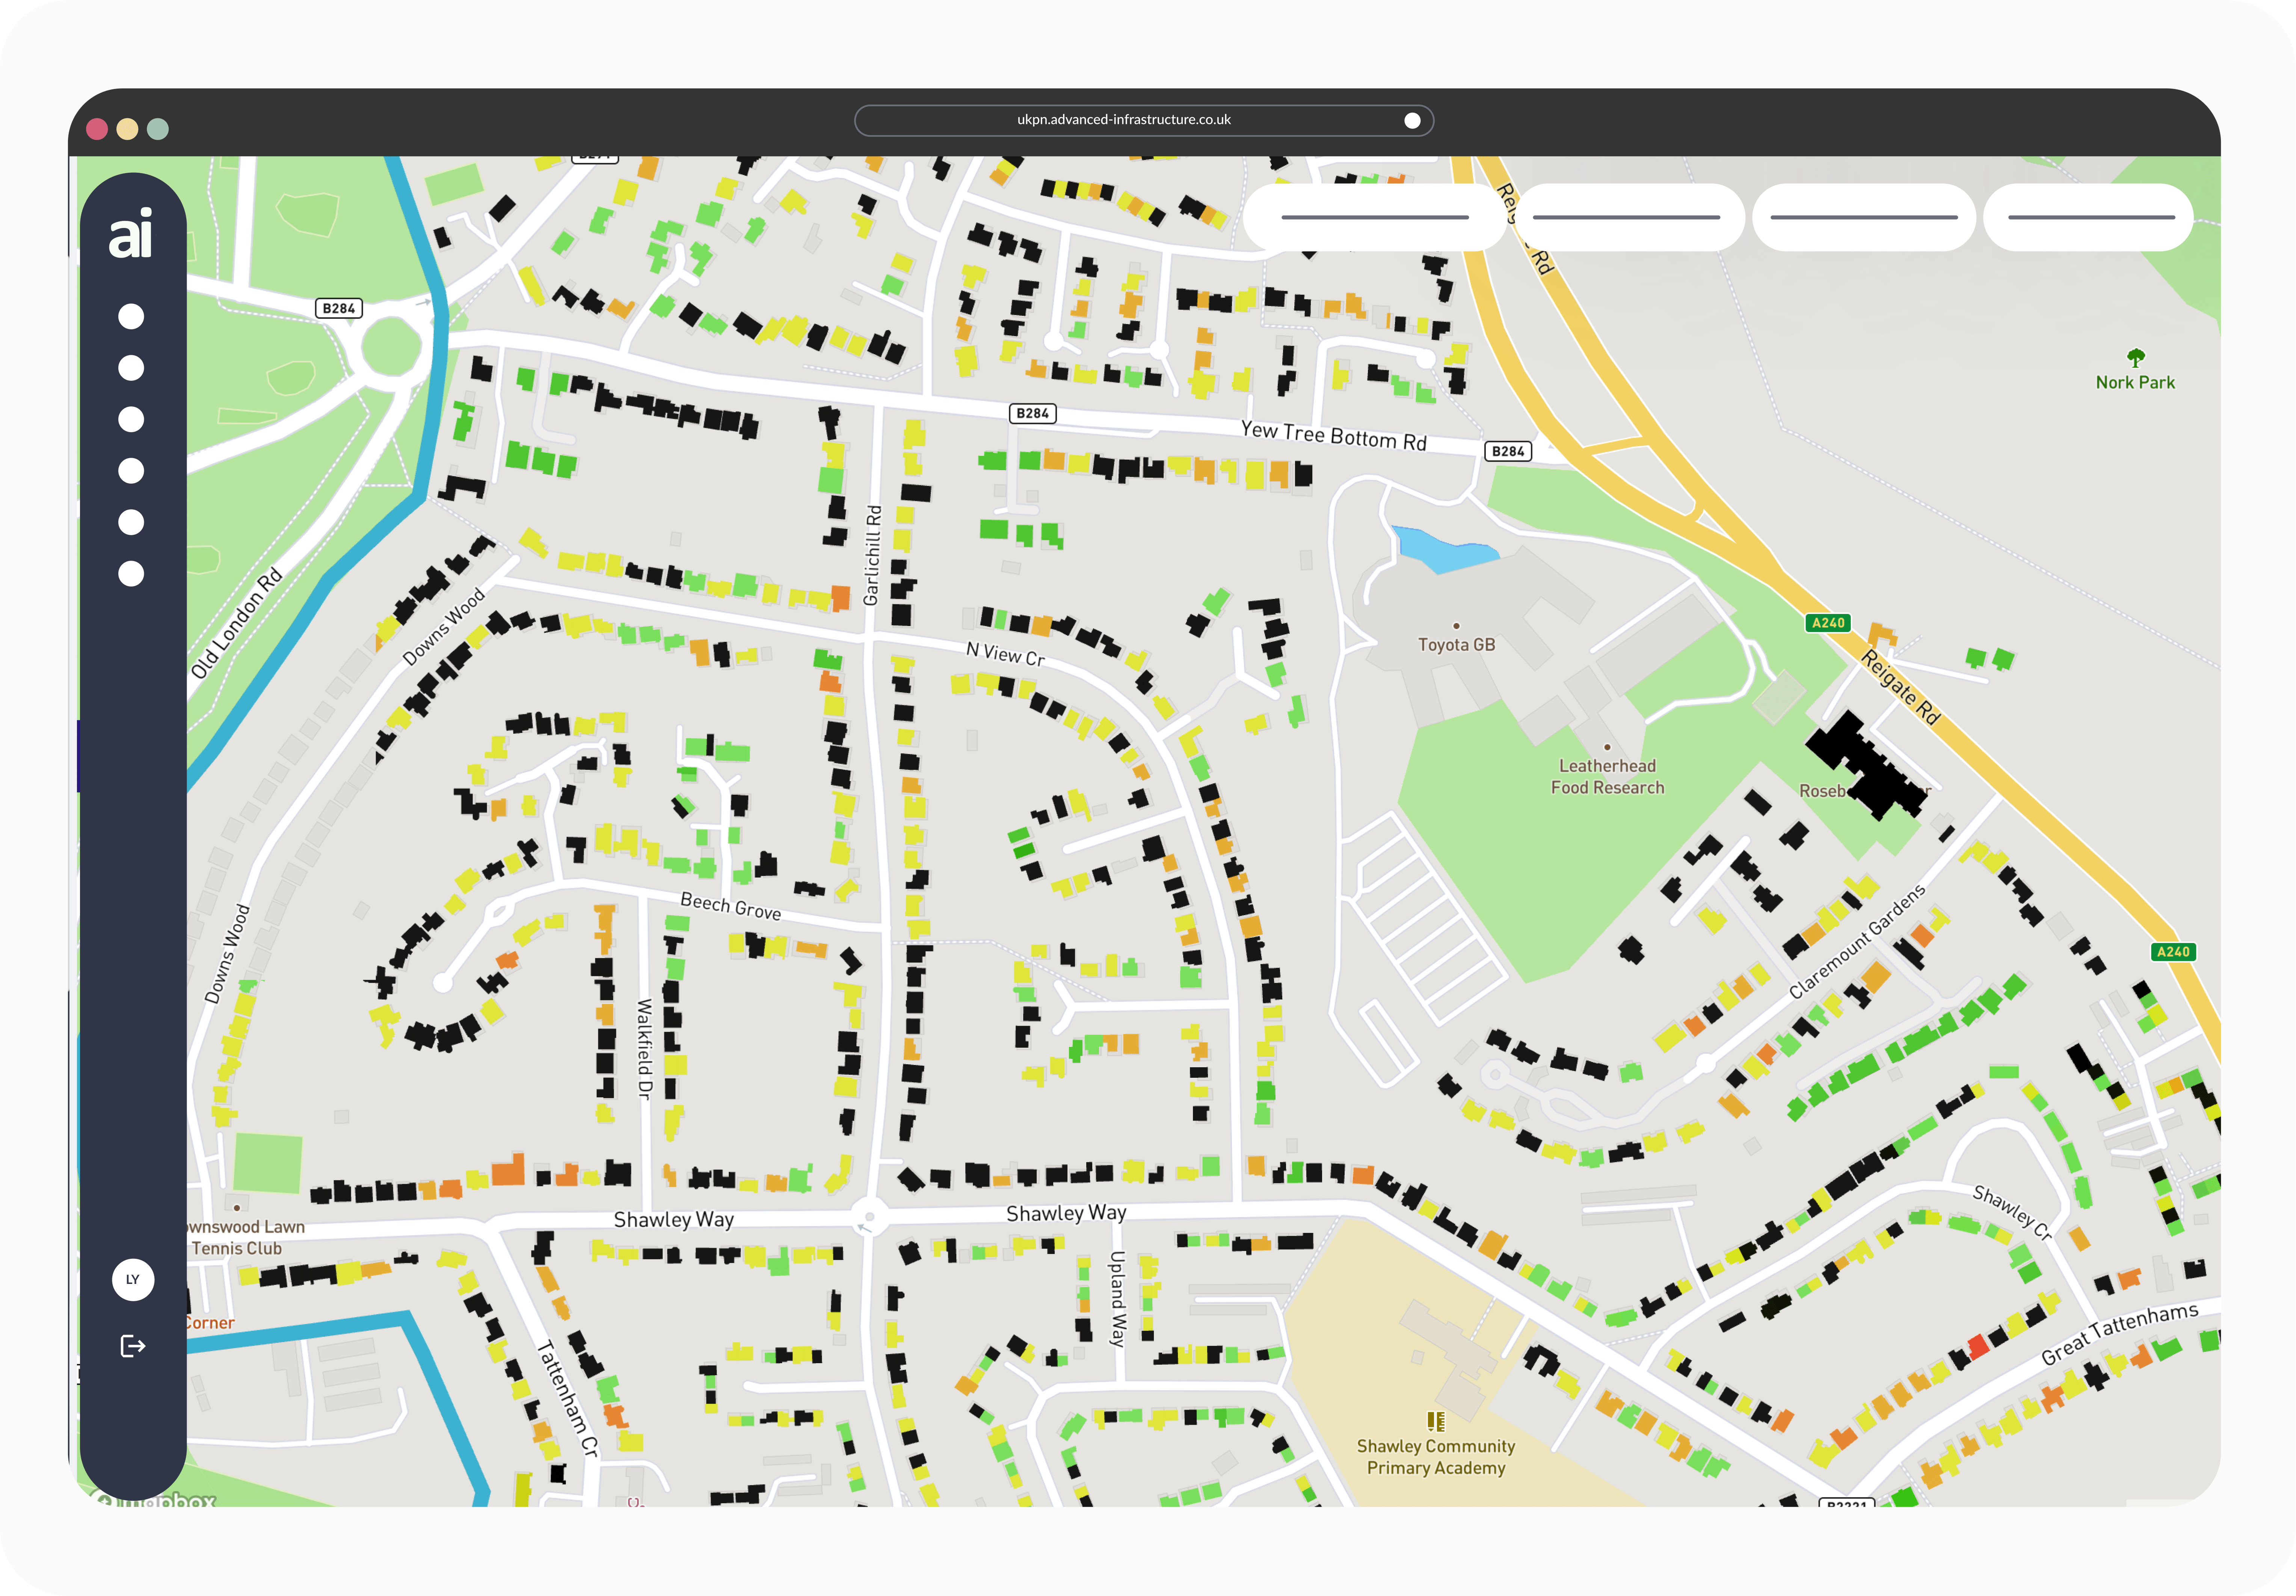 ukpn.advanced-infrastructure.co.uk
ai
B284
Nork Park
B284
Yew Tree Bottom Rd
B284
Garlichill Rd
Old London Rd
Downs Wood
N View Cr
Toyota GB
A240
Reigate Rd
Leatherhead
Food Research
Beech Grove
Downs Wood
Claremount Gardens
A240
Walkfield Dr
Shawley Way
Shawley Way
Shawley Cr
Tennis Club
Upland Way
LY
Corner
Great Tattenhams
Tattenham Cr
Shawley Community
Primary Academy
mapbox